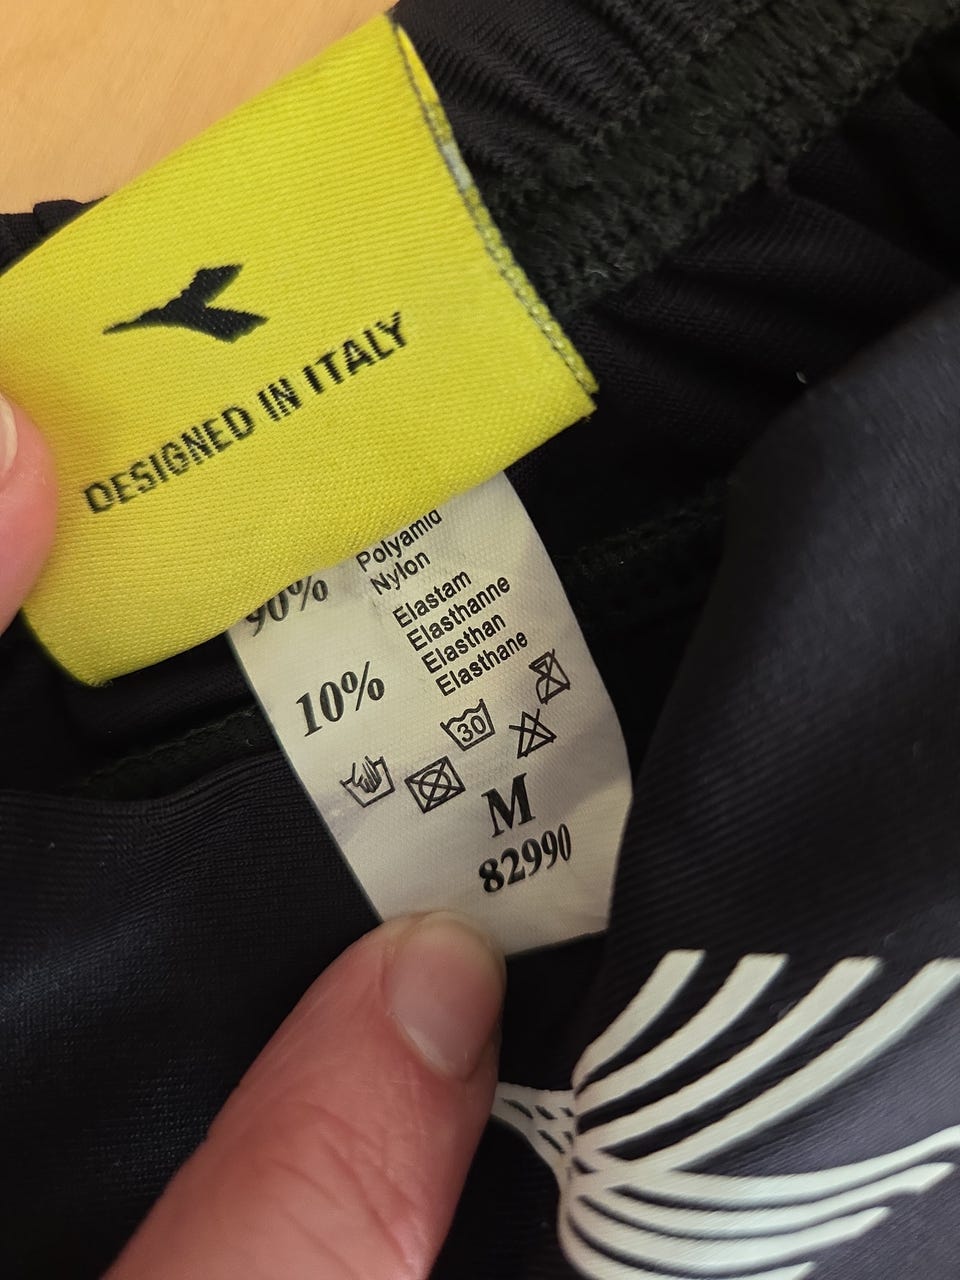 DESIGNED IN ITALY
90%
Polyamid
Nylon
10%
Elastam
Elasthanne
Elasthan
Elasthane
30
M
82990